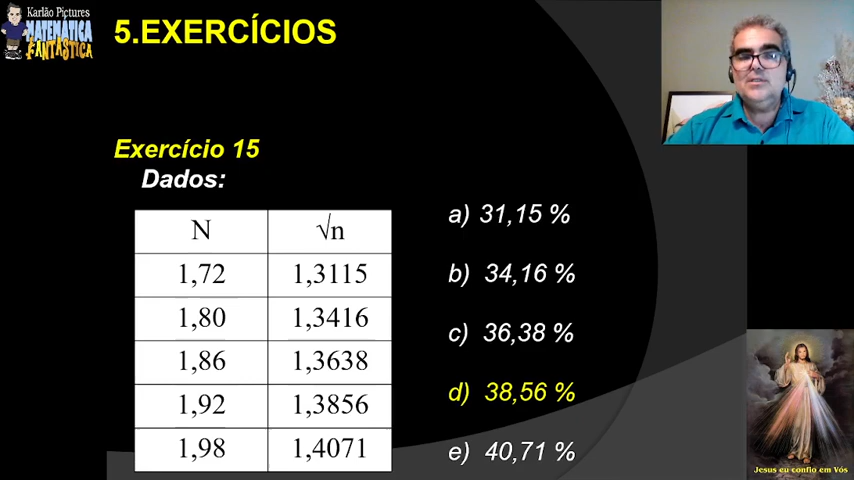 Karlão Pictures
MATEMÁTICA
FANTÁSTICA
5.EXERCÍCIOS
Exercício 15
Dados:
N √n
1,72 1,3115
1,80 1,3416
1,86 1,3638
1,92 1,3856
1,98 1,4071
a) 31,15 %
b) 34,16 %
c) 36,38 %
d) 38,56 %
e) 40,71 %
Jesus eu confio em Vós